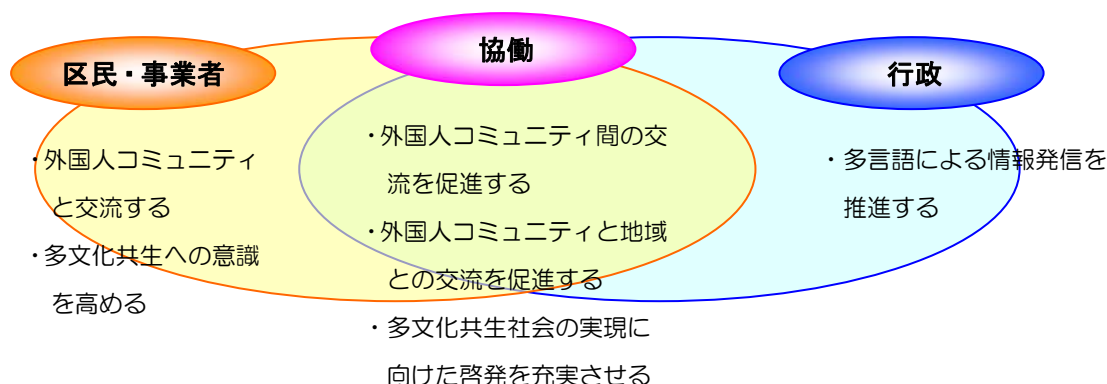 区民・事業者
・外国人コミュニティ
と交流する
・多文化共生への意識
を高める
協働
・外国人コミュニティ間の交
流を促進する
・外国人コミュニティと地域
との交流を促進する
・多文化共生社会の実現に
向けた啓発を充実させる
行政
・多言語による情報発信を
推進する